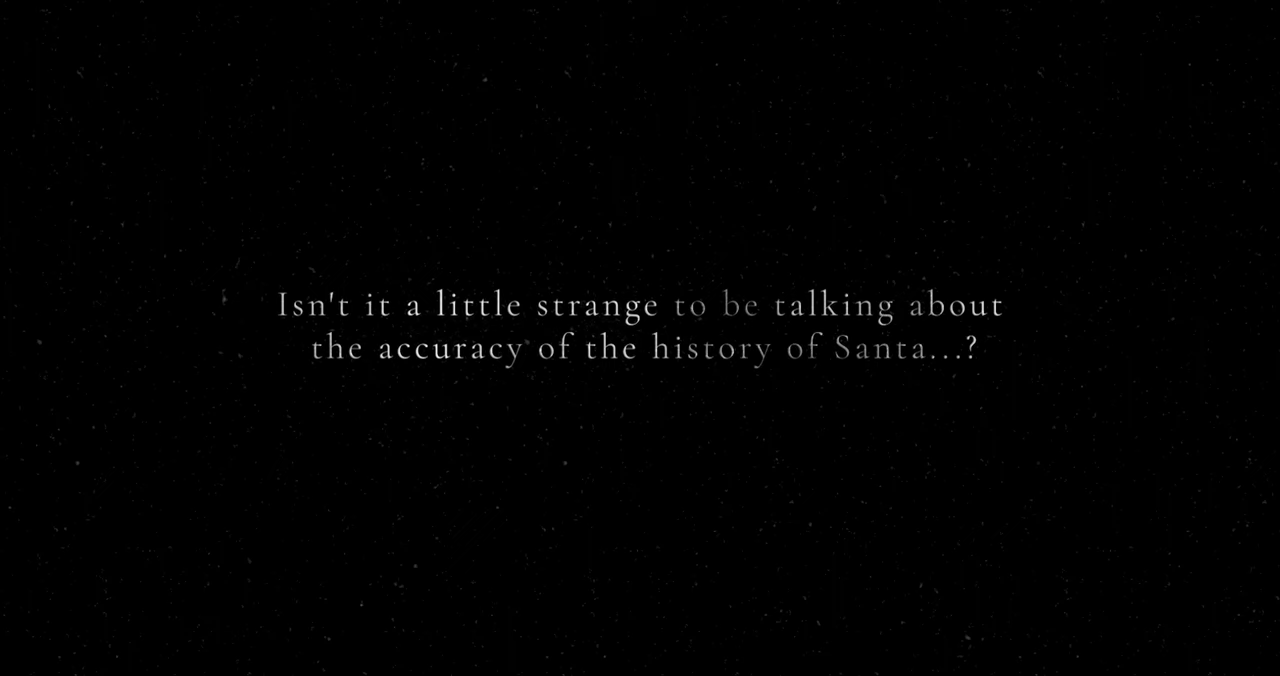 Isn't it a little strange to be talking about
the accuracy of the history of Santa...?